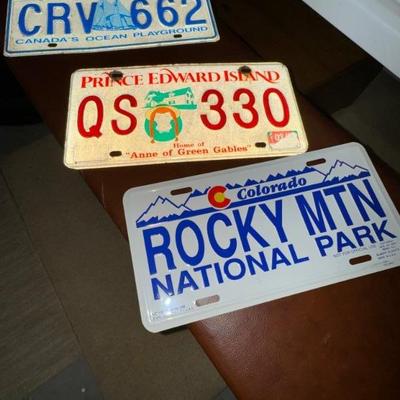 CRV 662
CANADA'S OCEAN PLAYGROUND
PRINCE EDWARD ISLAND
QS 330
Home of
"Anne of Green Gables"
Colorado
ROCKY MTN
NATIONAL PARK